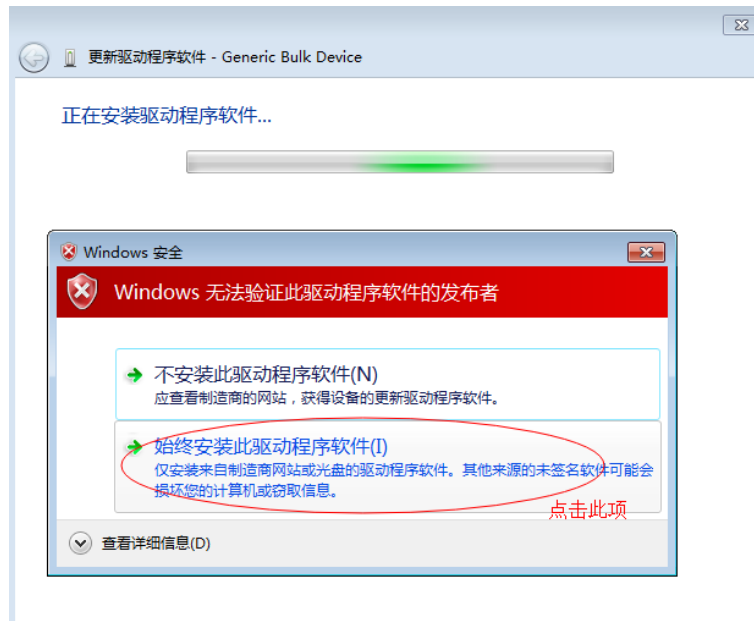 更新驱动程序软件 - Generic Bulk Device
正在安装驱动程序软件...
Windows 安全
Windows 无法验证此驱动程序软件的发布者
不安装此驱动程序软件(N)
应查看制造商的网站，获得设备的更新驱动程序软件。
始终安装此驱动程序软件(I)
仅安装来自制造商网站或光盘的驱动程序软件。其他来源的未签名软件可能会
损坏您的计算机或窃取信息。
点击此项
查看详细信息(D)